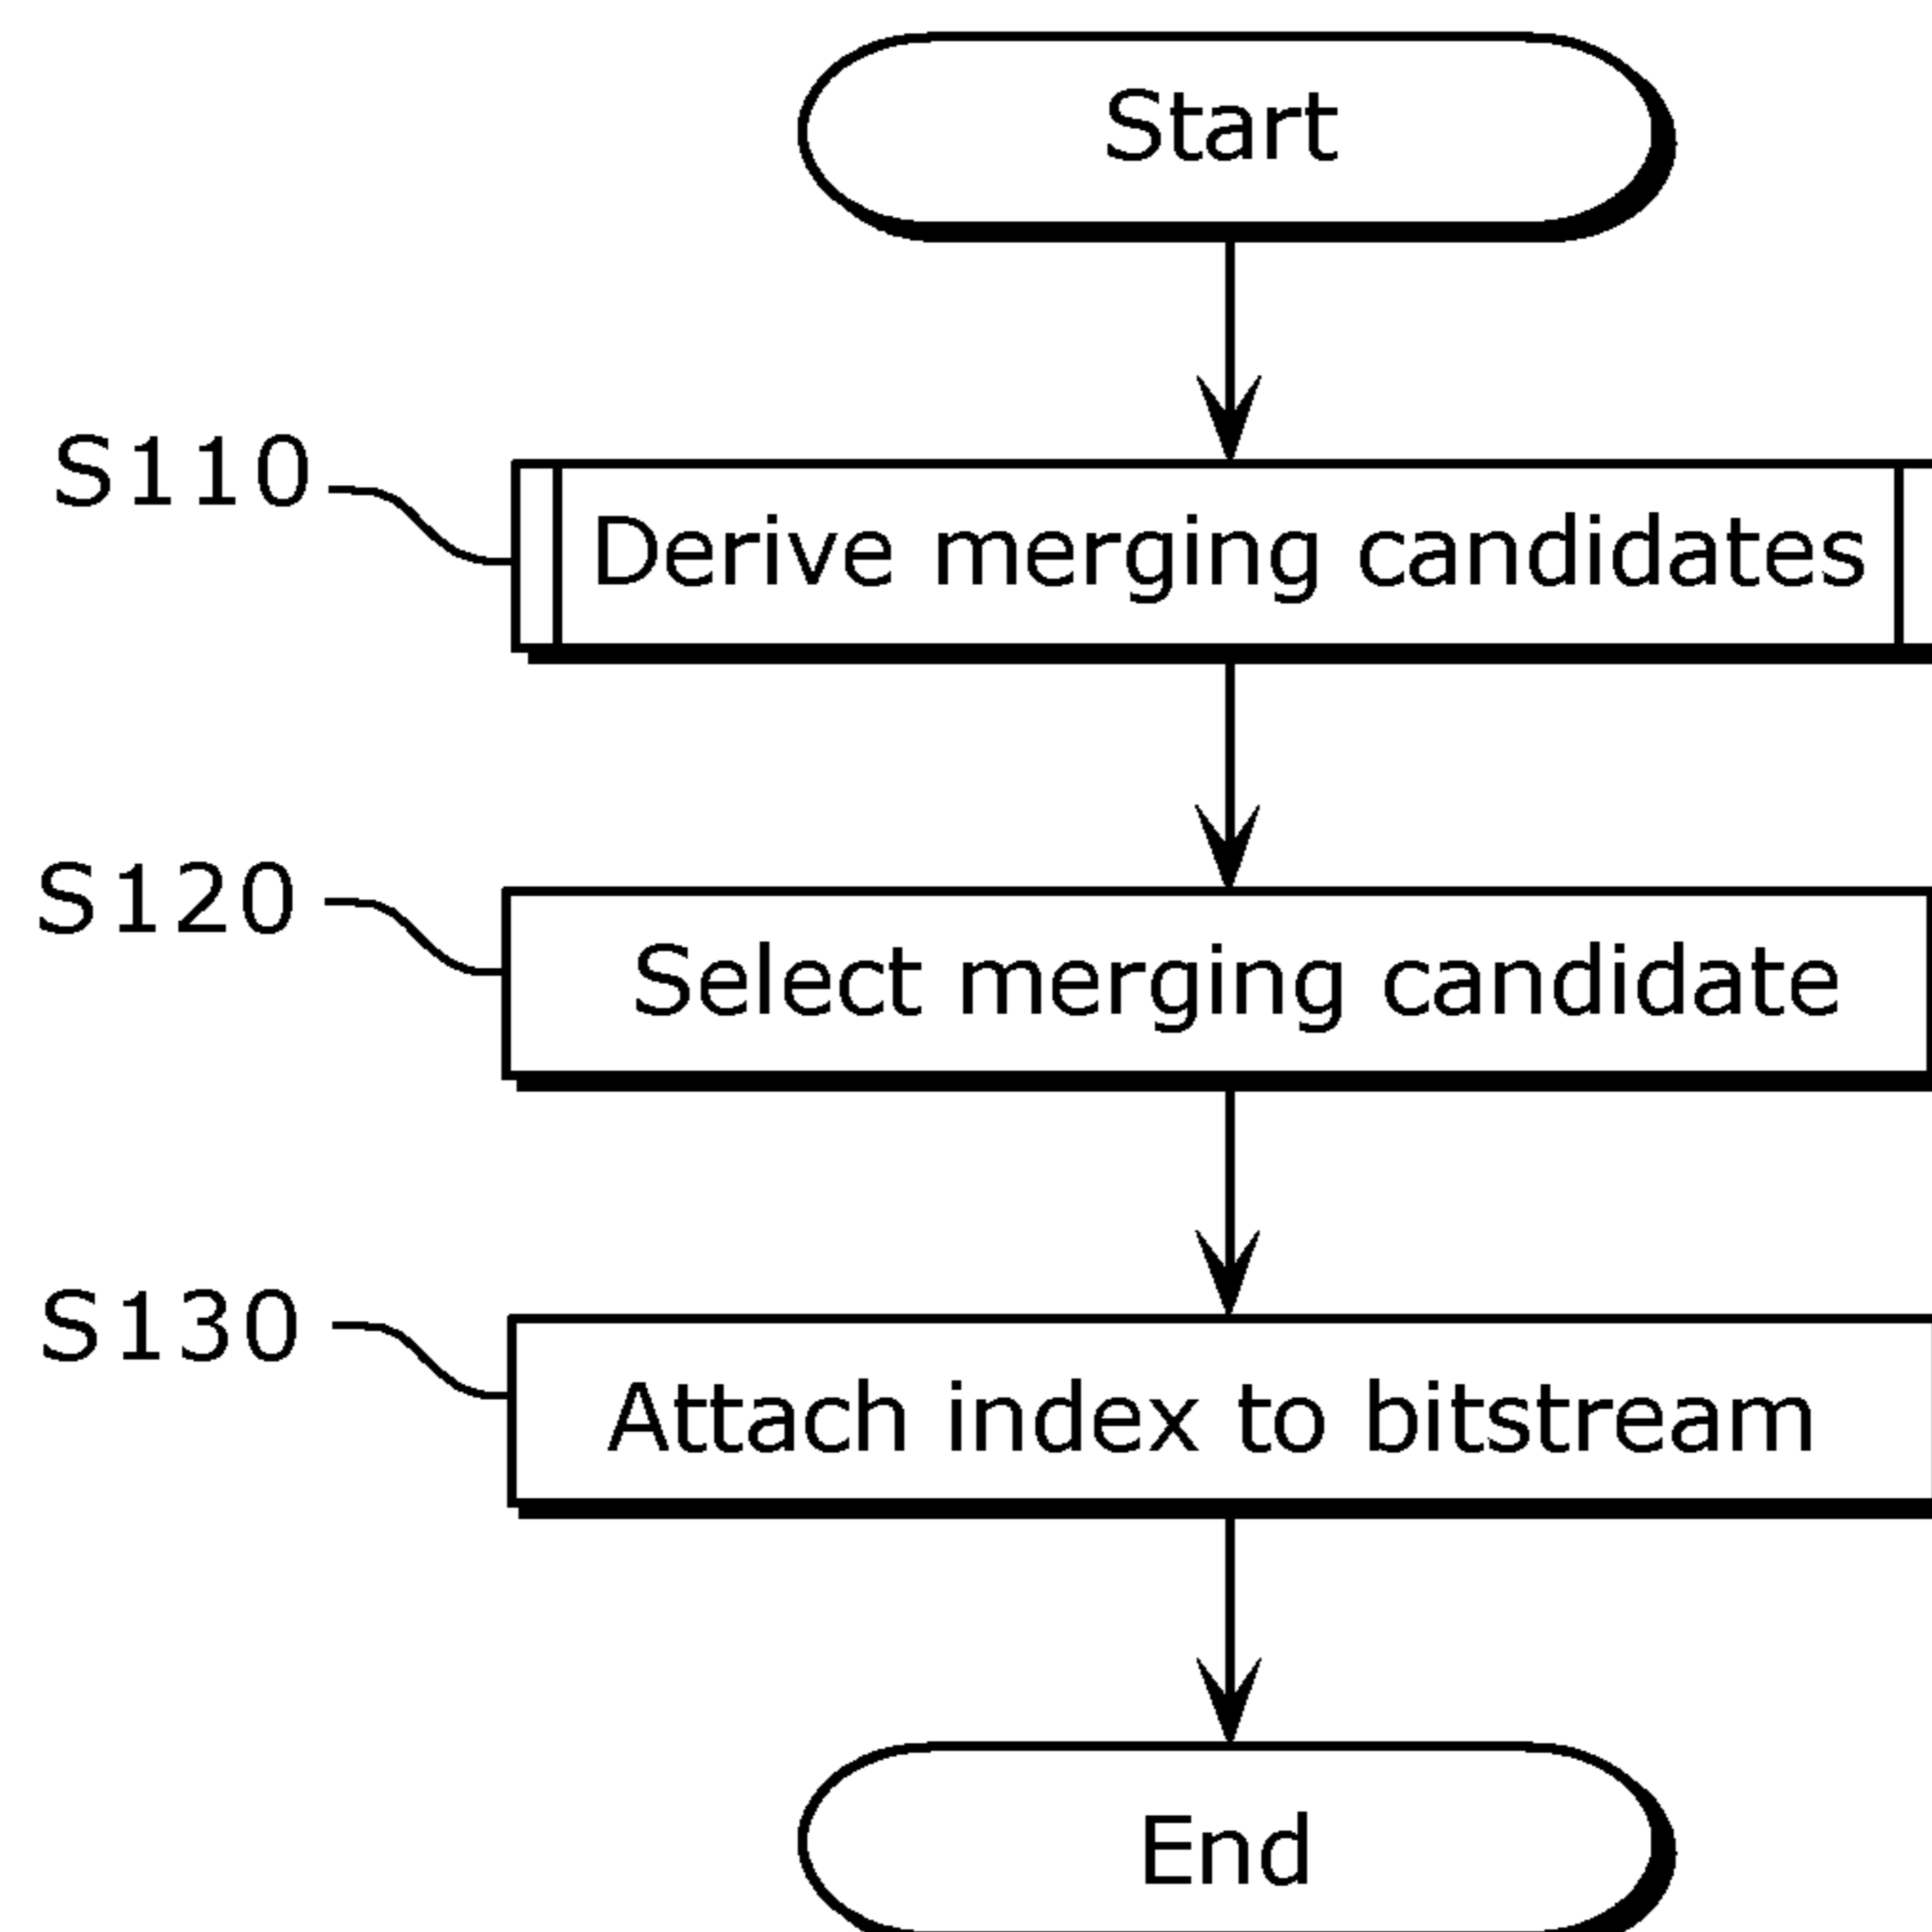 Start
S110
Derive merging candidates
S120
Select merging candidate
S130
Attach index to bitstream
End